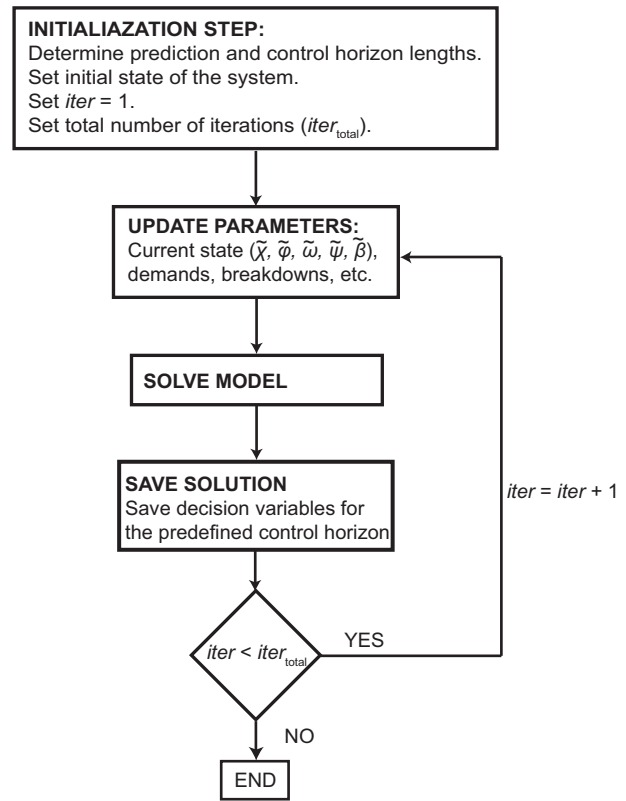 INITIALIAZATION STEP:
Determine prediction and control horizon lengths.
Set initial state of the system.
Set iter = 1.
Set total number of iterations (iter_total).
UPDATE PARAMETERS:
Current state (χ̃, φ̃, ω̃, ψ̃, β̃),
demands, breakdowns, etc.
SOLVE MODEL
SAVE SOLUTION
Save decision variables for
the predefined control horizon
iter = iter + 1
iter < iter_total
YES
NO
END